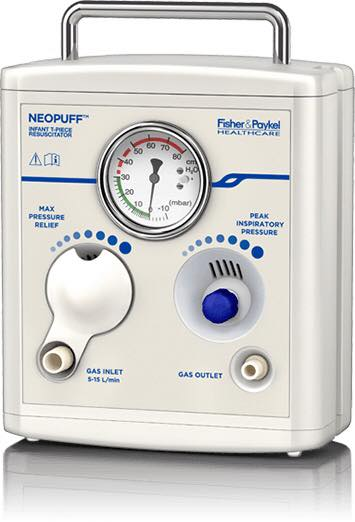 NEOPUFF™
INFANT T-PIECE
RESUSCITATOR
Fisher & Paykel
HEALTHCARE
50 60 70
40 80
30 cm
H₂O
20
(mbar)
10 0 -10
MAX
PRESSURE
RELIEF
PEAK
INSPIRATORY
PRESSURE
GAS INLET
5-15 L/min
GAS OUTLET